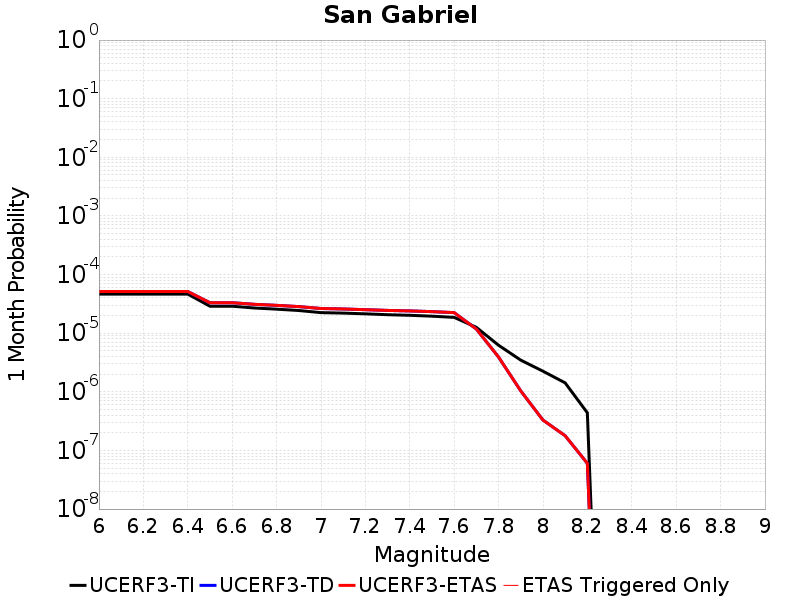 San Gabriel
1 Month Probability
10^0
10^-1
10^-2
10^-3
10^-4
10^-5
10^-6
10^-7
10^-8
6 6.2 6.4 6.6 6.8 7 7.2 7.4 7.6 7.8 8 8.2 8.4 8.6 8.8 9
Magnitude
UCERF3-TI UCERF3-TD UCERF3-ETAS ETAS Triggered Only